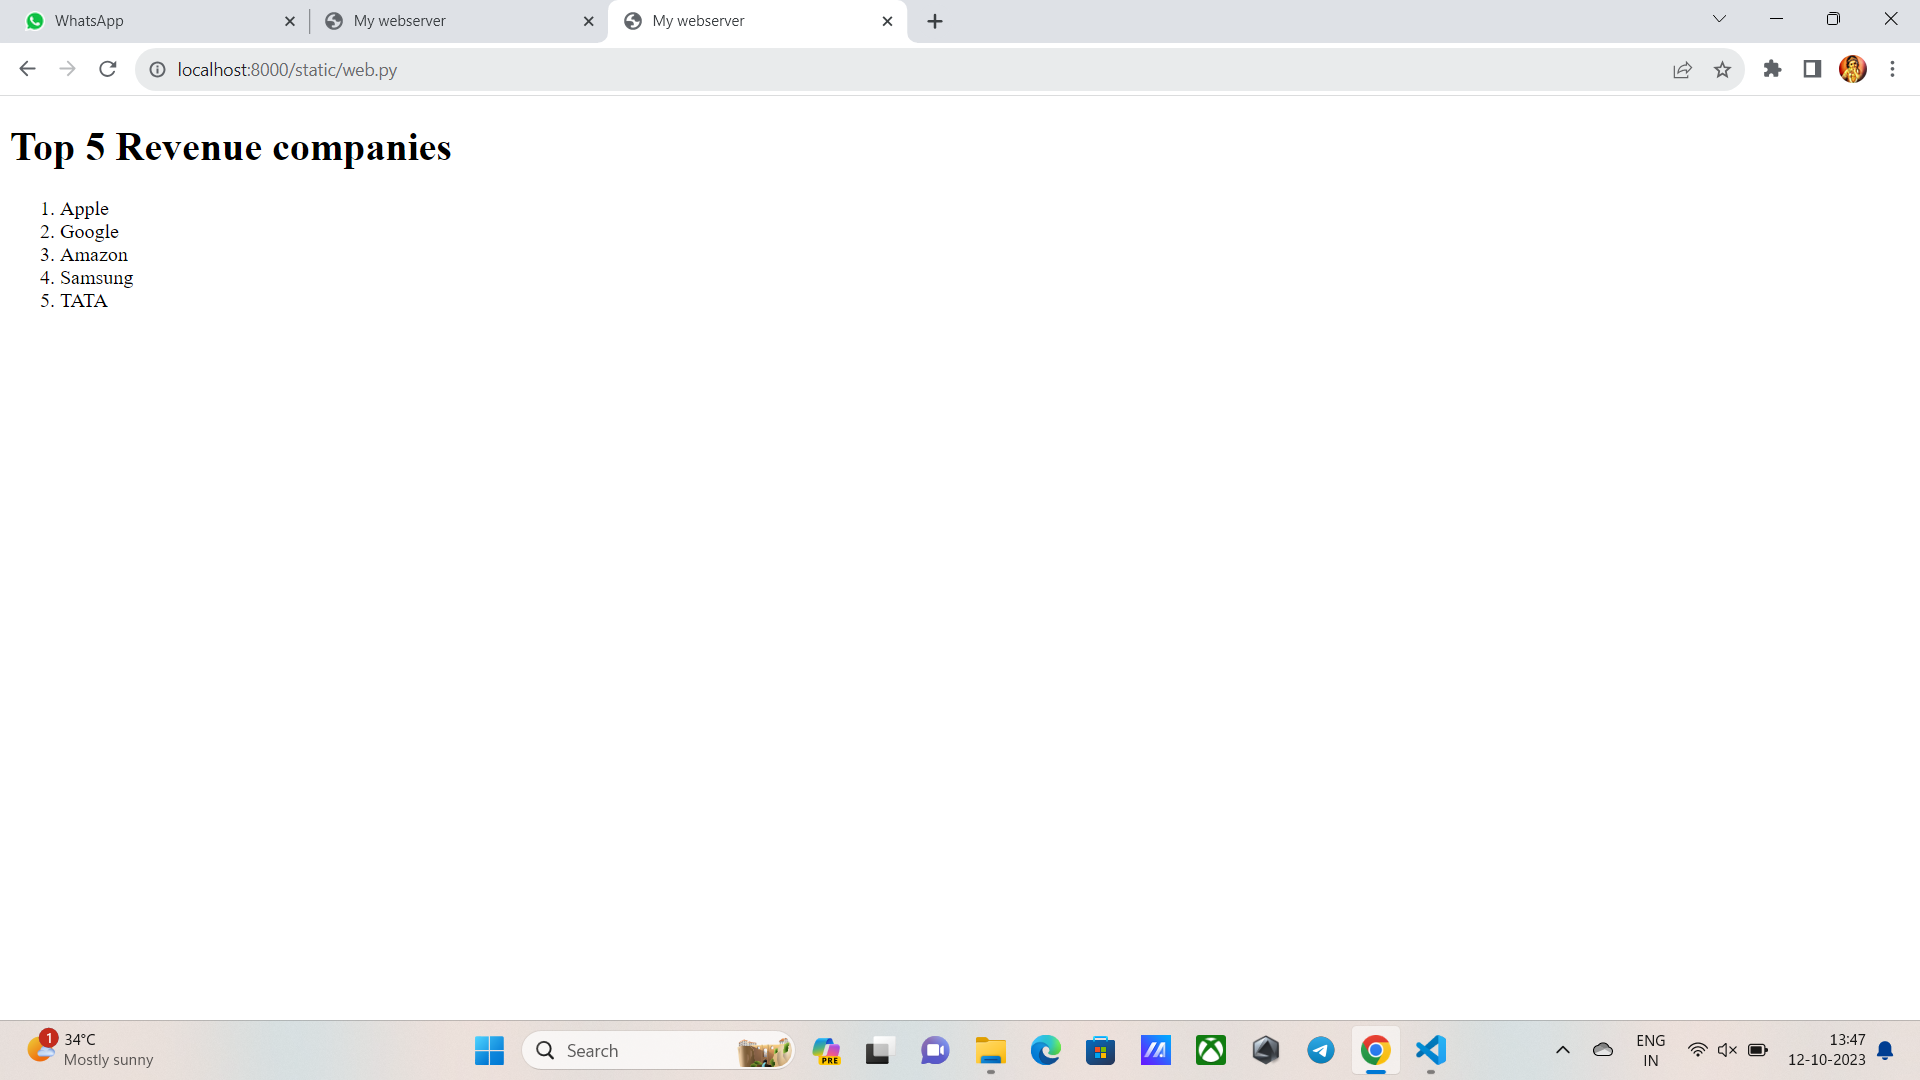 WhatsApp
My webserver
My webserver
localhost:8000/static/web.py
Top 5 Revenue companies
1. Apple
2. Google
3. Amazon
4. Samsung
5. TATA
1
34°C
Mostly sunny
Search
PRE
ENG
IN
13:47
12-10-2023